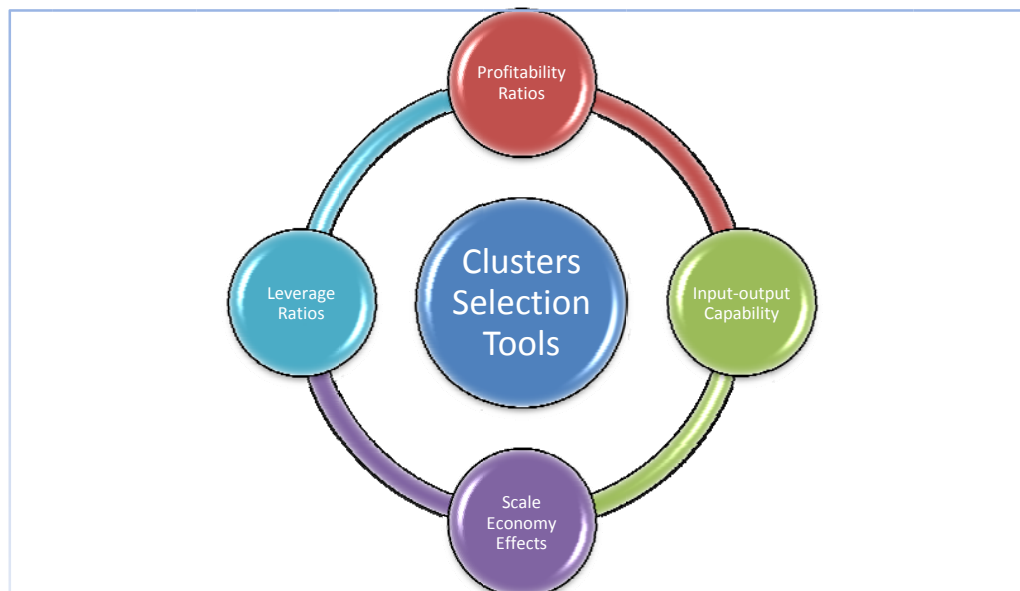 Profitability
Ratios
Clusters
Selection
Tools
Leverage
Ratios
Input-output
Capability
Scale
Economy
Effects